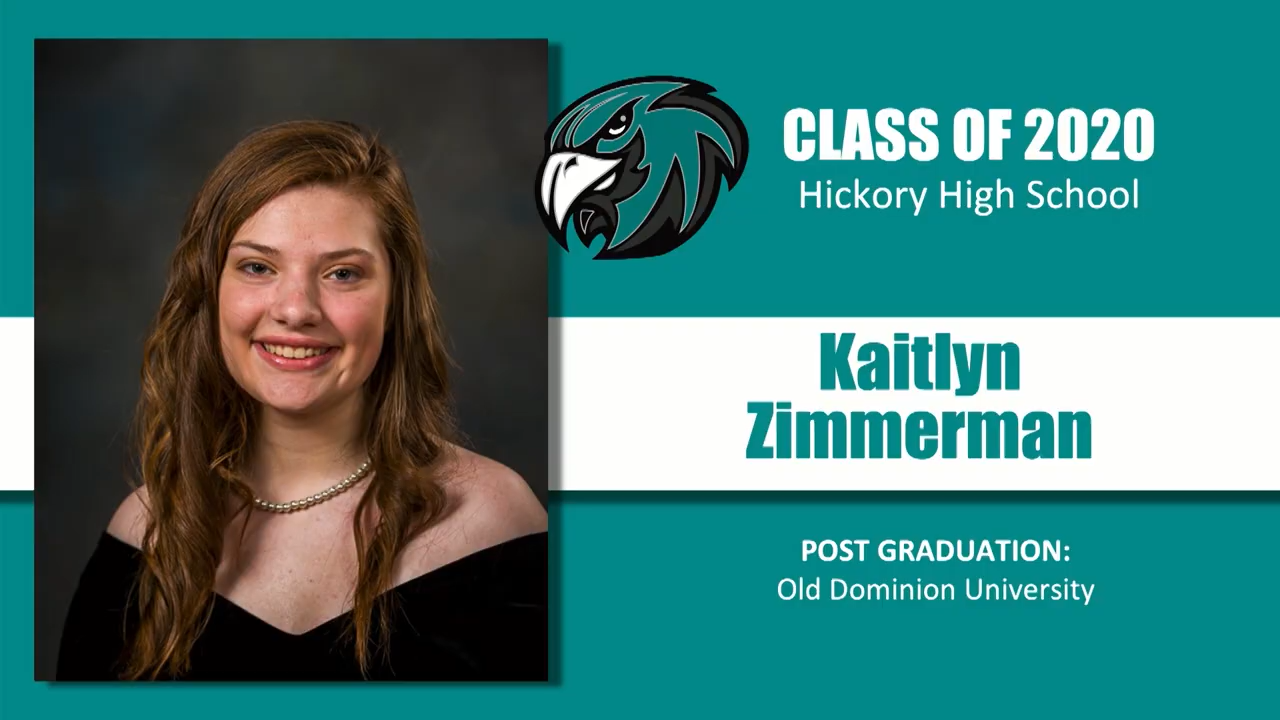 CLASS OF 2020
Hickory High School
Kaitlyn
Zimmerman
POST GRADUATION:
Old Dominion University